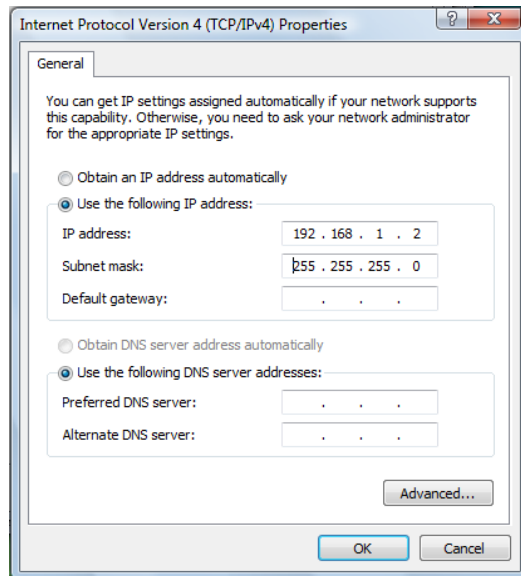 Internet Protocol Version 4 (TCP/IPv4) Properties
General
You can get IP settings assigned automatically if your network supports
this capability. Otherwise, you need to ask your network administrator
for the appropriate IP settings.
Obtain an IP address automatically
Use the following IP address:
IP address: 192 . 168 . 1 . 2
Subnet mask: 255 . 255 . 255 . 0
Default gateway: . . .
Obtain DNS server address automatically
Use the following DNS server addresses:
Preferred DNS server: . . .
Alternate DNS server: . . .
Advanced...
OK Cancel